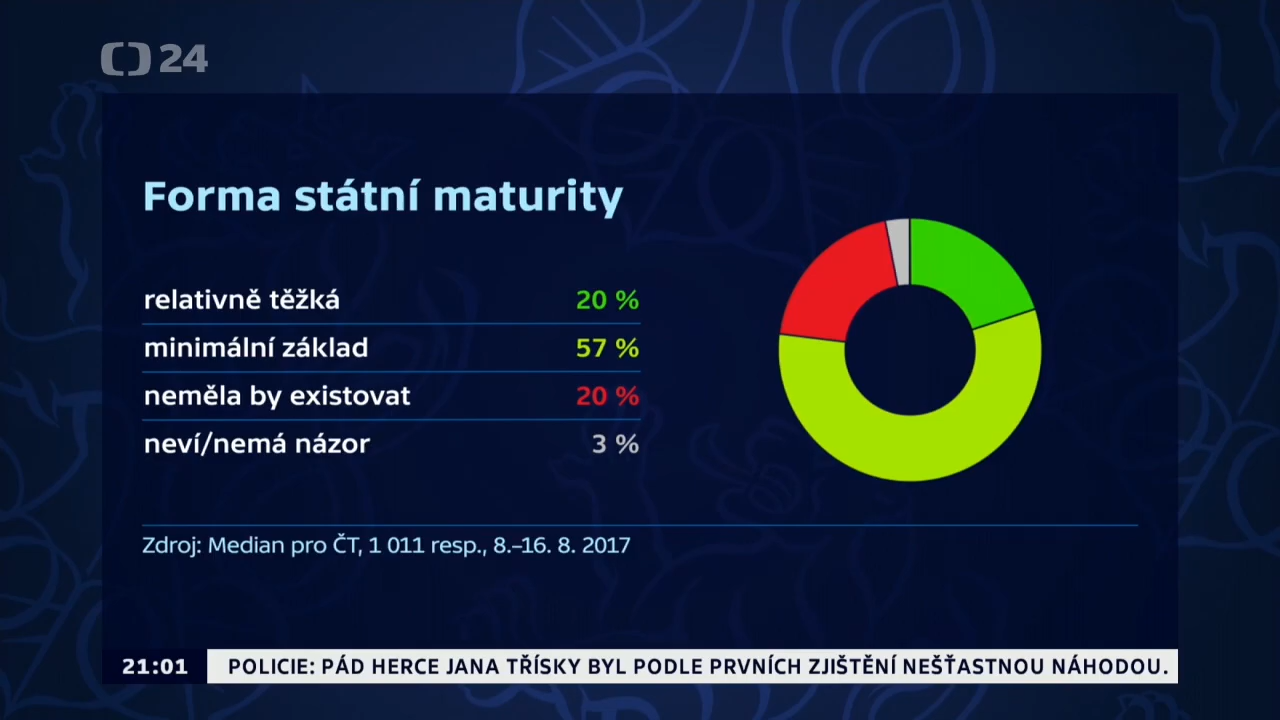 24
Forma státní maturity
relativně těžká 20 %
minimální základ 57 %
neměla by existovat 20 %
neví/nemá názor 3 %
Zdroj: Median pro ČT, 1 011 resp., 8.–16. 8. 2017
21:01 POLICIE: PÁD HERCE JANA TŘÍSKY BYL PODLE PRVNÍCH ZJIŠTĚNÍ NEŠŤASTNOU NÁHODOU.